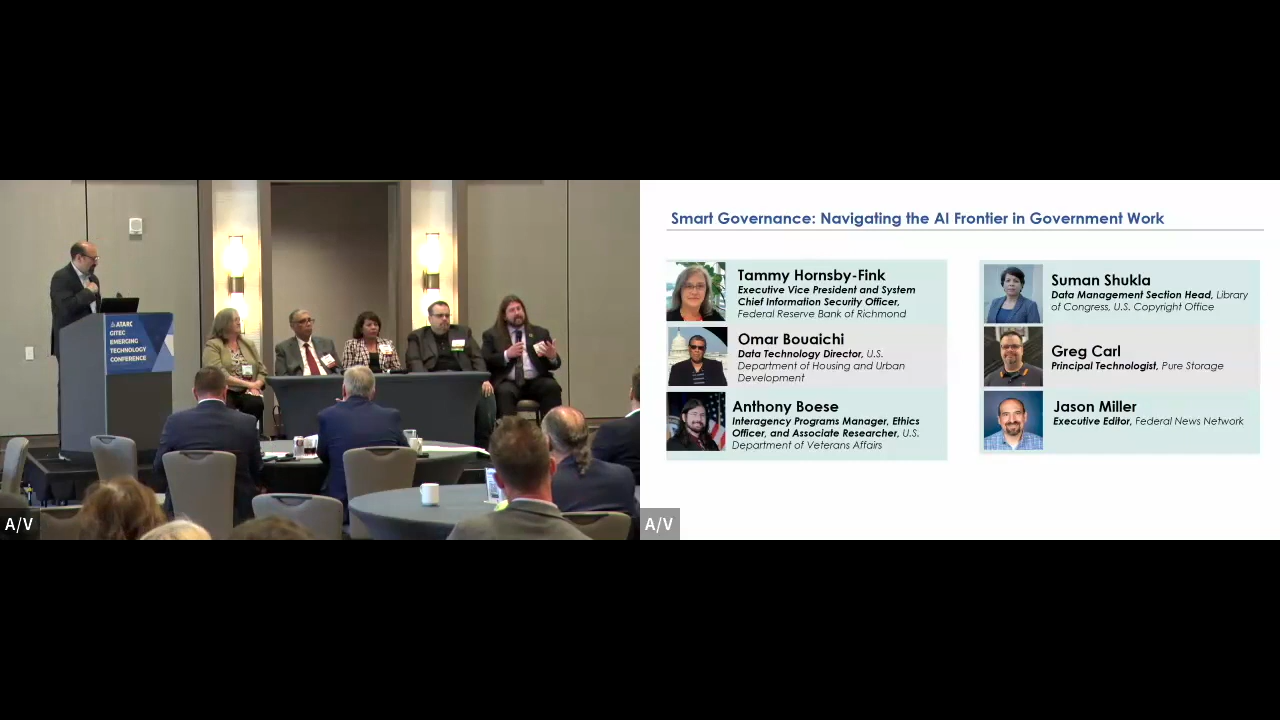 ATARC
GITEC
EMERGING
TECHNOLOGY
CONFERENCE
A/V
Smart Governance: Navigating the AI Frontier in Government Work
Tammy Hornsby-Fink
Executive Vice President and System
Chief Information Security Officer,
Federal Reserve Bank of Richmond
Omar Bouaichi
Data Technology Director, U.S.
Department of Housing and Urban
Development
Anthony Boese
Interagency Programs Manager, Ethics
Officer, and Associate Researcher, U.S.
Department of Veterans Affairs
Suman Shukla
Data Management Section Head, Library
of Congress, U.S. Copyright Office
Greg Carl
Principal Technologist, Pure Storage
Jason Miller
Executive Editor, Federal News Network
A/V